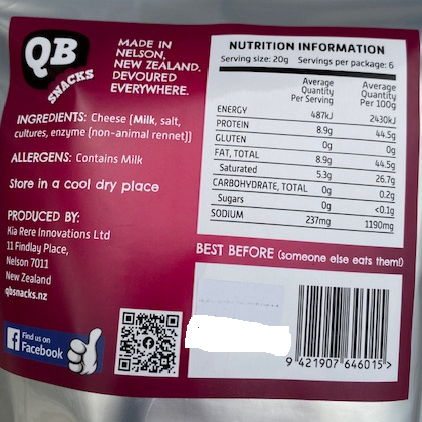 QB
SNACKS
MADE IN
NELSON,
NEW ZEALAND.
DEVOURED
EVERYWHERE.
INGREDIENTS: Cheese [Milk, salt,
cultures, enzyme (non-animal rennet)]
ALLERGENS: Contains Milk
Store in a cool dry place
PRODUCED BY:
Kia Rere Innovations Ltd
11 Findlay Place,
Nelson 7011
New Zealand
qbsnacks.nz
Find us on
Facebook
NUTRITION INFORMATION
Serving size: 20g Servings per package: 6
Average Quantity Per Serving Average Quantity Per 100g
ENERGY 487kJ 2430kJ
PROTEIN 8.9g 44.5g
GLUTEN 0g 0g
FAT, TOTAL 8.9g 44.5g
Saturated 5.3g 26.7g
CARBOHYDRATE, TOTAL 0g 0.2g
Sugars 0g <0.1g
SODIUM 237mg 1190mg
BEST BEFORE (someone else eats them!)
9 421907 646015 >